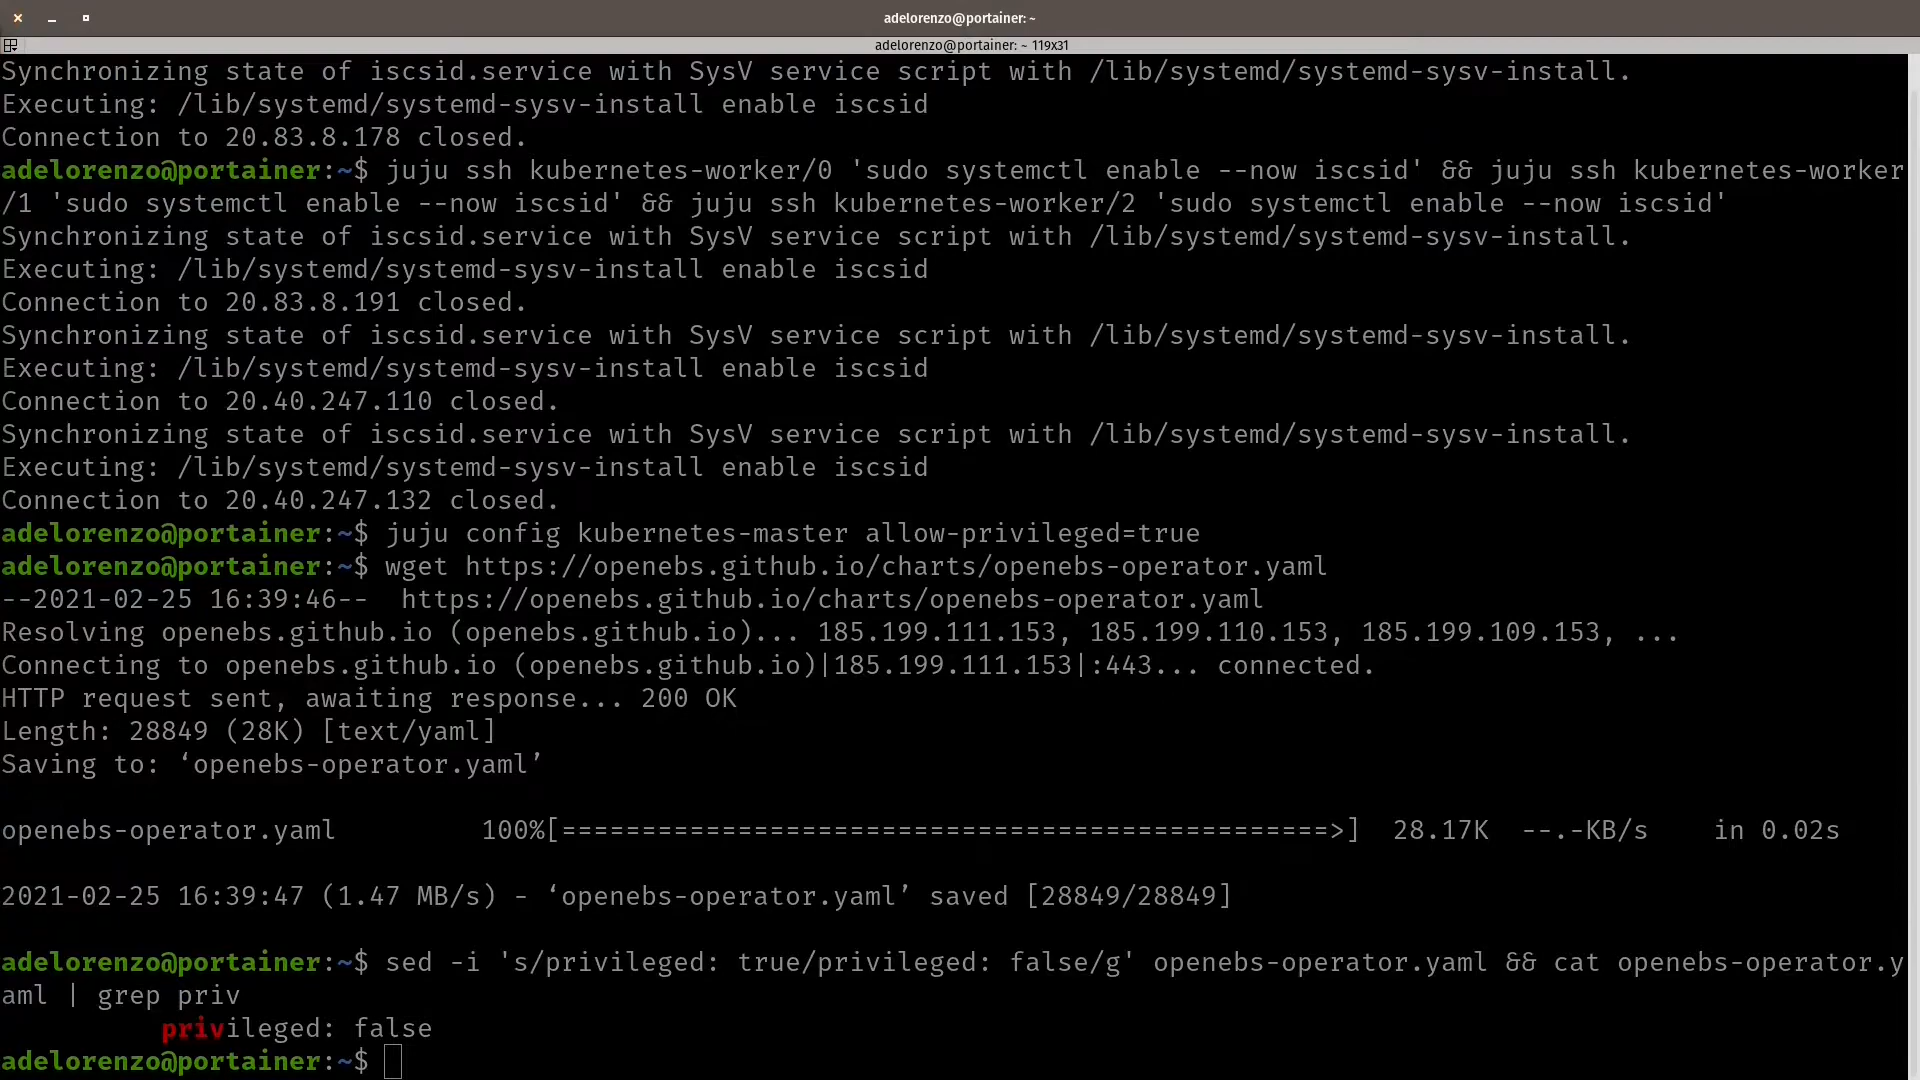 adelorenzo@portainer: ~
adelorenzo@portainer: ~ 119x31
Synchronizing state of iscsid.service with SysV service script with /lib/systemd/systemd-sysv-install.
Executing: /lib/systemd/systemd-sysv-install enable iscsid
Connection to 20.83.8.178 closed.
adelorenzo@portainer:~$ juju ssh kubernetes-worker/0 'sudo systemctl enable --now iscsid' && juju ssh kubernetes-worker
/1 'sudo systemctl enable --now iscsid' && juju ssh kubernetes-worker/2 'sudo systemctl enable --now iscsid'
Synchronizing state of iscsid.service with SysV service script with /lib/systemd/systemd-sysv-install.
Executing: /lib/systemd/systemd-sysv-install enable iscsid
Connection to 20.83.8.191 closed.
Synchronizing state of iscsid.service with SysV service script with /lib/systemd/systemd-sysv-install.
Executing: /lib/systemd/systemd-sysv-install enable iscsid
Connection to 20.40.247.110 closed.
Synchronizing state of iscsid.service with SysV service script with /lib/systemd/systemd-sysv-install.
Executing: /lib/systemd/systemd-sysv-install enable iscsid
Connection to 20.40.247.132 closed.
adelorenzo@portainer:~$ juju config kubernetes-master allow-privileged=true
adelorenzo@portainer:~$ wget https://openebs.github.io/charts/openebs-operator.yaml
--2021-02-25 16:39:46--  https://openebs.github.io/charts/openebs-operator.yaml
Resolving openebs.github.io (openebs.github.io)... 185.199.111.153, 185.199.110.153, 185.199.109.153, ...
Connecting to openebs.github.io (openebs.github.io)|185.199.111.153|:443... connected.
HTTP request sent, awaiting response... 200 OK
Length: 28849 (28K) [text/yaml]
Saving to: ‘openebs-operator.yaml’
openebs-operator.yaml         100%[================================================>]  28.17K  --.-KB/s    in 0.02s
2021-02-25 16:39:47 (1.47 MB/s) - ‘openebs-operator.yaml’ saved [28849/28849]
adelorenzo@portainer:~$ sed -i 's/privileged: true/privileged: false/g' openebs-operator.yaml && cat openebs-operator.y
aml | grep priv
          privileged: false
adelorenzo@portainer:~$